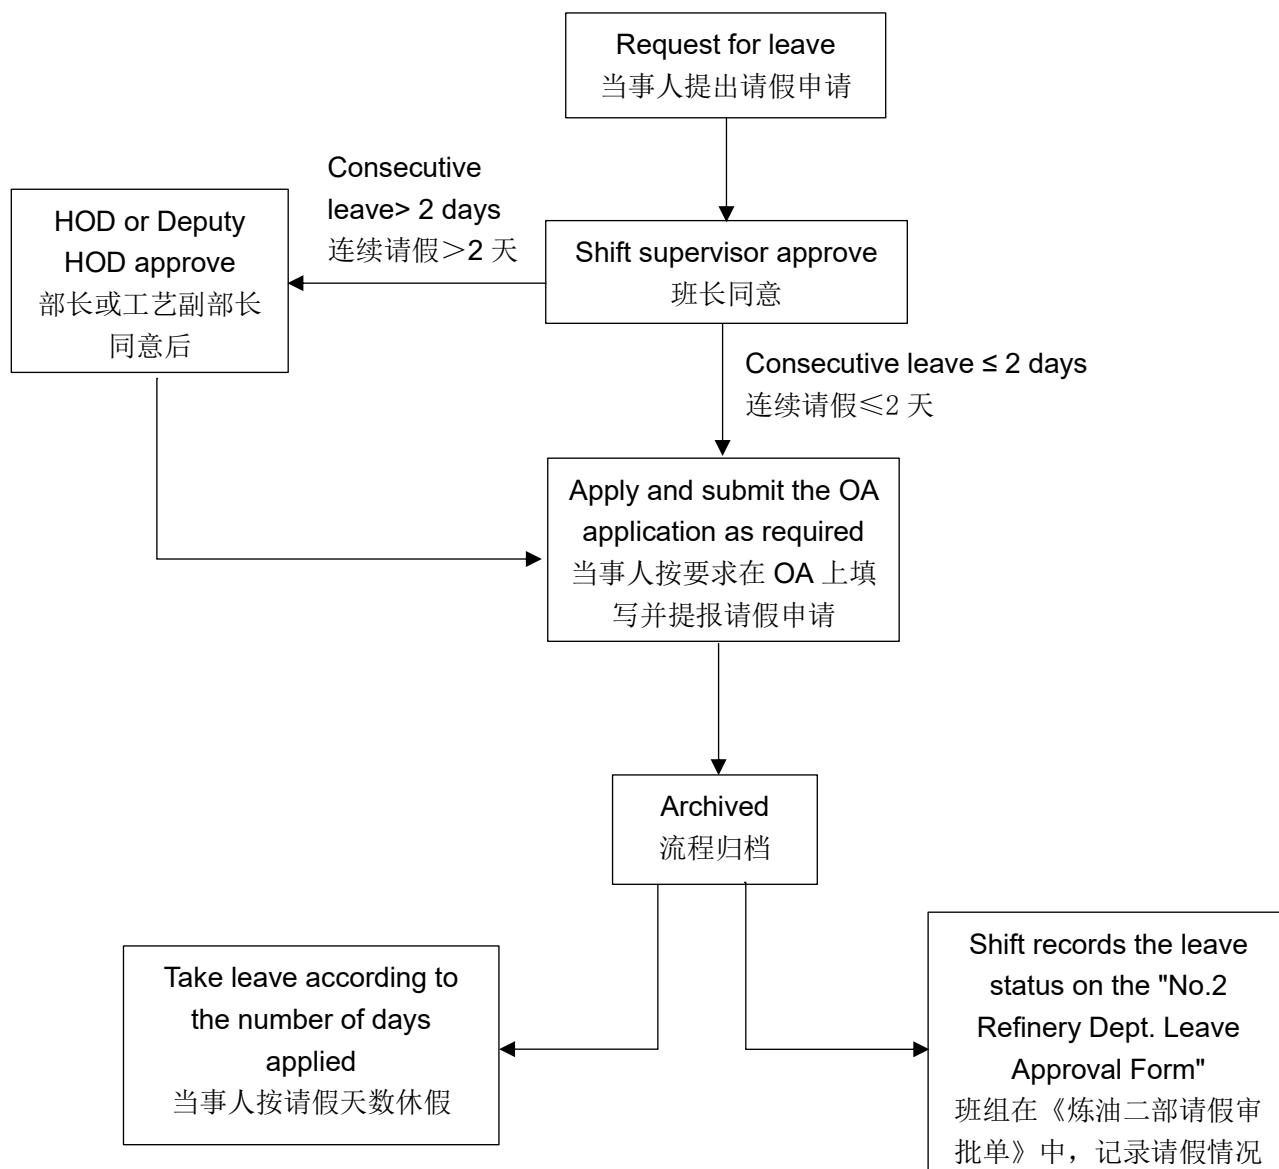 Request for leave
当事人提出请假申请
Consecutive
leave> 2 days
连续请假＞2 天
HOD or Deputy
HOD approve
部长或工艺副部长
同意后
Shift supervisor approve
班长同意
Consecutive leave ≤ 2 days
连续请假≤2 天
Apply and submit the OA
application as required
当事人按要求在 OA 上填
写并提报请假申请
Archived
流程归档
Take leave according to
the number of days
applied
当事人按请假天数休假
Shift records the leave
status on the "No.2
Refinery Dept. Leave
Approval Form"
班组在《炼油二部请假审
批单》中，记录请假情况